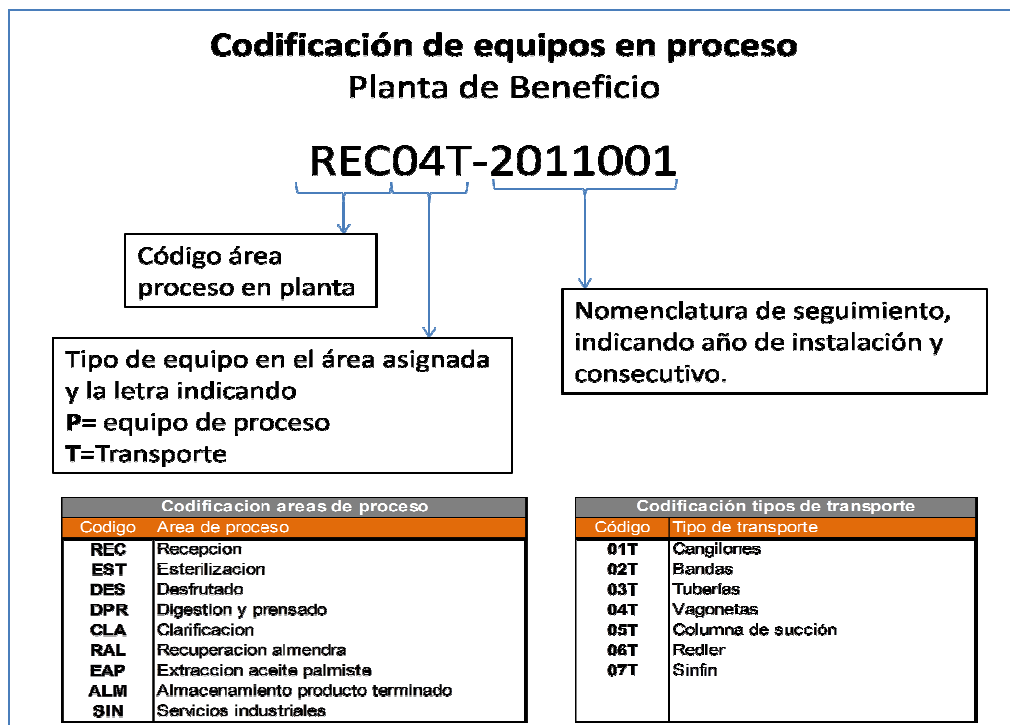 Codificación de equipos en proceso
Planta de Beneficio
REC04T-2011001
Código área
proceso en planta
Nomenclatura de seguimiento,
indicando año de instalación y
consecutivo.
Tipo de equipo en el área asignada
y la letra indicando
P= equipo de proceso
T=Transporte
Codificacion areas de proceso
Codigo Area de proceso
REC Recepcion
EST Esterilizacion
DES Desfrutado
DPR Digestion y prensado
CLA Clarificacion
RAL Recuperacion almendra
EAP Extraccion aceite palmiste
ALM Almacenamiento producto terminado
SIN Servicios industriales
Codificación tipos de transporte
Código Tipo de transporte
01T Cangilones
02T Bandas
03T Tuberías
04T Vagonetas
05T Columna de succión
06T Redler
07T Sinfin